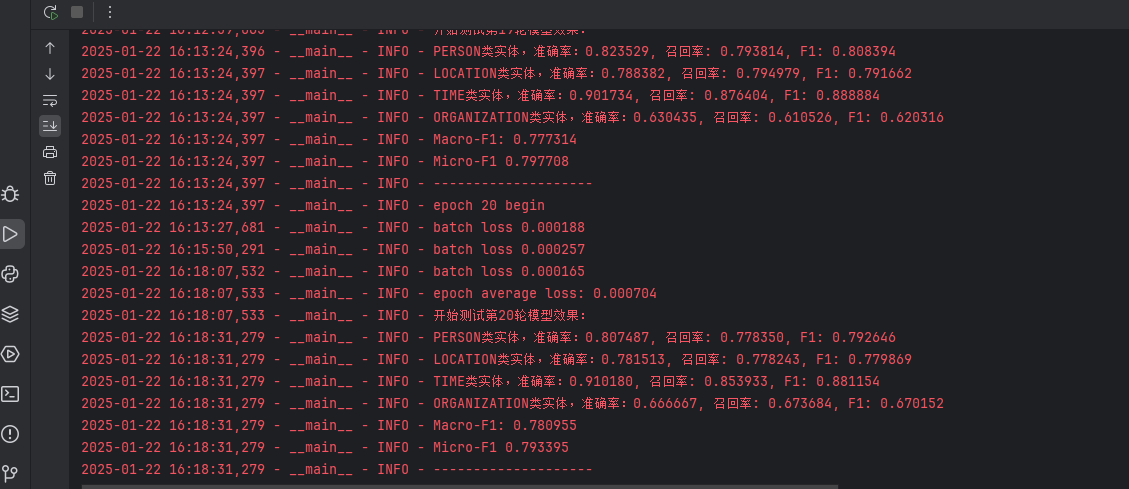 2025-01-22 16:13:24,396 - __main__ - INFO - PERSON类实体，准确率：0.823529, 召回率: 0.793814, F1: 0.808394
2025-01-22 16:13:24,397 - __main__ - INFO - LOCATION类实体，准确率：0.788382, 召回率: 0.794979, F1: 0.791662
2025-01-22 16:13:24,397 - __main__ - INFO - TIME类实体，准确率：0.901734, 召回率: 0.876404, F1: 0.888884
2025-01-22 16:13:24,397 - __main__ - INFO - ORGANIZATION类实体，准确率：0.630435, 召回率: 0.610526, F1: 0.620316
2025-01-22 16:13:24,397 - __main__ - INFO - Macro-F1: 0.777314
2025-01-22 16:13:24,397 - __main__ - INFO - Micro-F1 0.797708
2025-01-22 16:13:24,397 - __main__ - INFO - --------------------
2025-01-22 16:13:24,397 - __main__ - INFO - epoch 20 begin
2025-01-22 16:13:27,681 - __main__ - INFO - batch loss 0.000188
2025-01-22 16:15:50,291 - __main__ - INFO - batch loss 0.000257
2025-01-22 16:18:07,532 - __main__ - INFO - batch loss 0.000165
2025-01-22 16:18:07,533 - __main__ - INFO - epoch average loss: 0.000704
2025-01-22 16:18:07,533 - __main__ - INFO - 开始测试第20轮模型效果：
2025-01-22 16:18:31,279 - __main__ - INFO - PERSON类实体，准确率：0.807487, 召回率: 0.778350, F1: 0.792646
2025-01-22 16:18:31,279 - __main__ - INFO - LOCATION类实体，准确率：0.781513, 召回率: 0.778243, F1: 0.779869
2025-01-22 16:18:31,279 - __main__ - INFO - TIME类实体，准确率：0.910180, 召回率: 0.853933, F1: 0.881154
2025-01-22 16:18:31,279 - __main__ - INFO - ORGANIZATION类实体，准确率：0.666667, 召回率: 0.673684, F1: 0.670152
2025-01-22 16:18:31,279 - __main__ - INFO - Macro-F1: 0.780955
2025-01-22 16:18:31,279 - __main__ - INFO - Micro-F1 0.793395
2025-01-22 16:18:31,279 - __main__ - INFO - --------------------